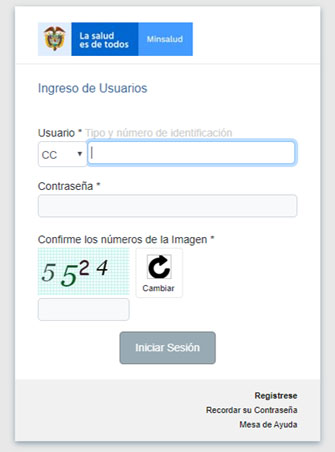 La salud
es de todos
Minsalud
Ingreso de Usuarios
Usuario * Tipo y número de identificación
CC
Contraseña *
Confirme los números de la Imagen *
5 5 2 4
Cambiar
Iniciar Sesión
Registrese
Recordar su Contraseña
Mesa de Ayuda